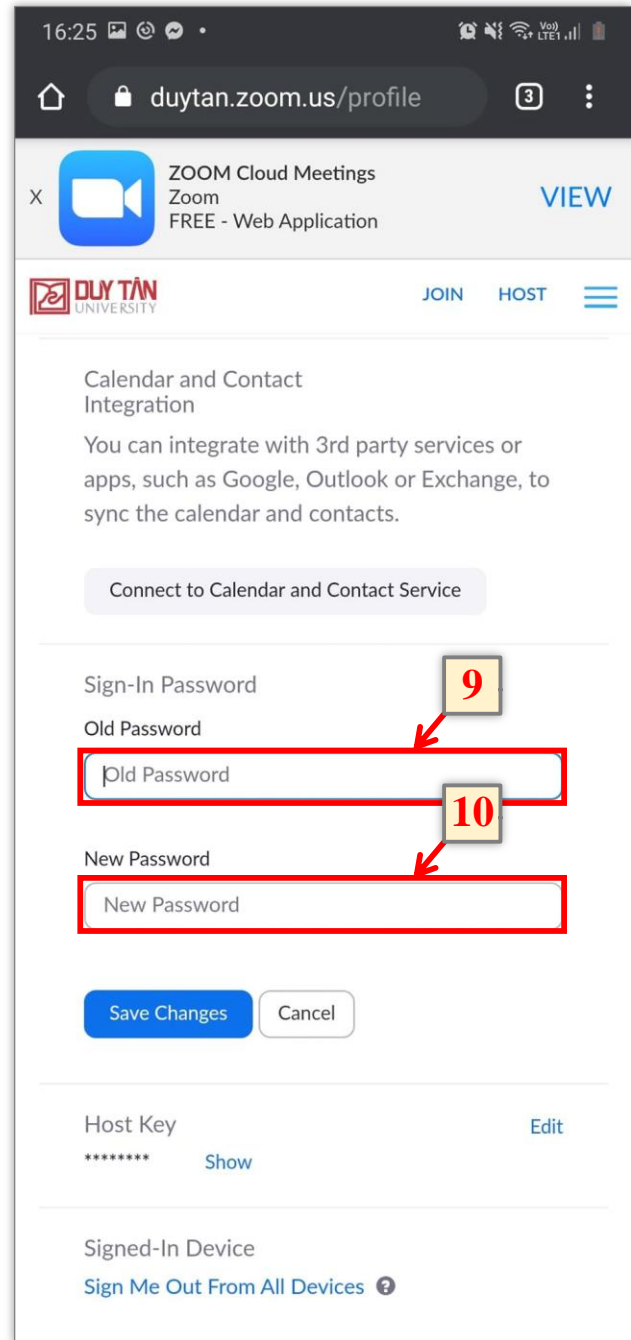 16:25
Vo)) LTE1
duytan.zoom.us/profile
3
X
ZOOM Cloud Meetings
Zoom
FREE - Web Application
VIEW
DUY TÂN
UNIVERSITY
JOIN HOST
Calendar and Contact
Integration
You can integrate with 3rd party services or
apps, such as Google, Outlook or Exchange, to
sync the calendar and contacts.
Connect to Calendar and Contact Service
Sign-In Password
9
Old Password
Old Password
10
New Password
New Password
Save Changes Cancel
Host Key Edit
******** Show
Signed-In Device
Sign Me Out From All Devices ?